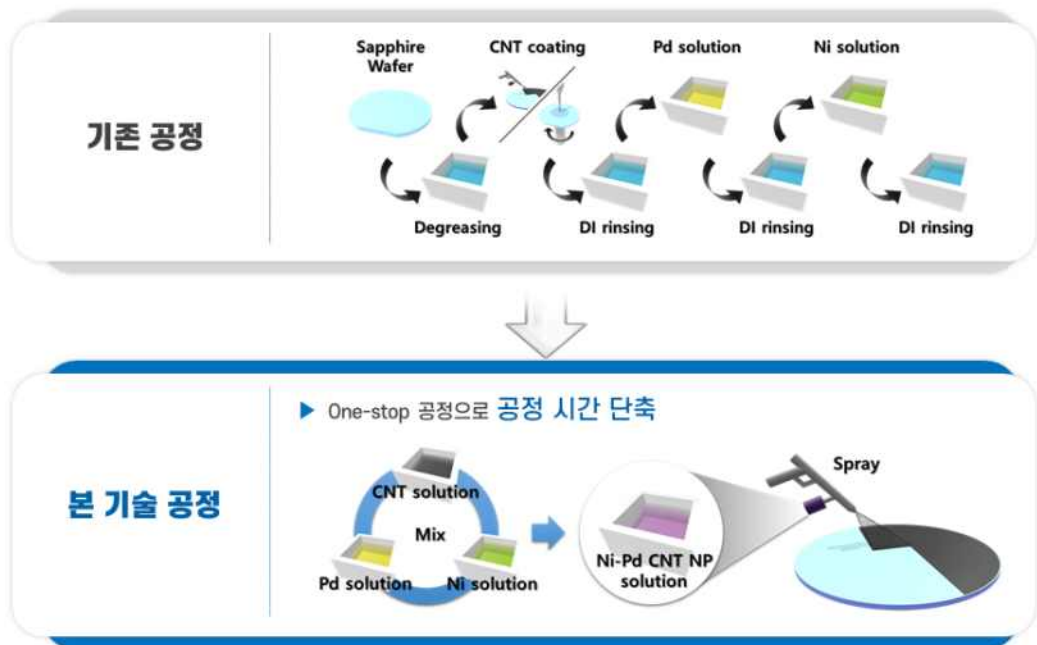 기존 공정
Sapphire
Wafer
CNT coating
Pd solution
Ni solution
Degreasing
DI rinsing
DI rinsing
DI rinsing
본 기술 공정
▶ One-stop 공정으로 공정 시간 단축
CNT solution
Mix
Pd solution
Ni solution
Ni-Pd CNT NP
solution
Spray